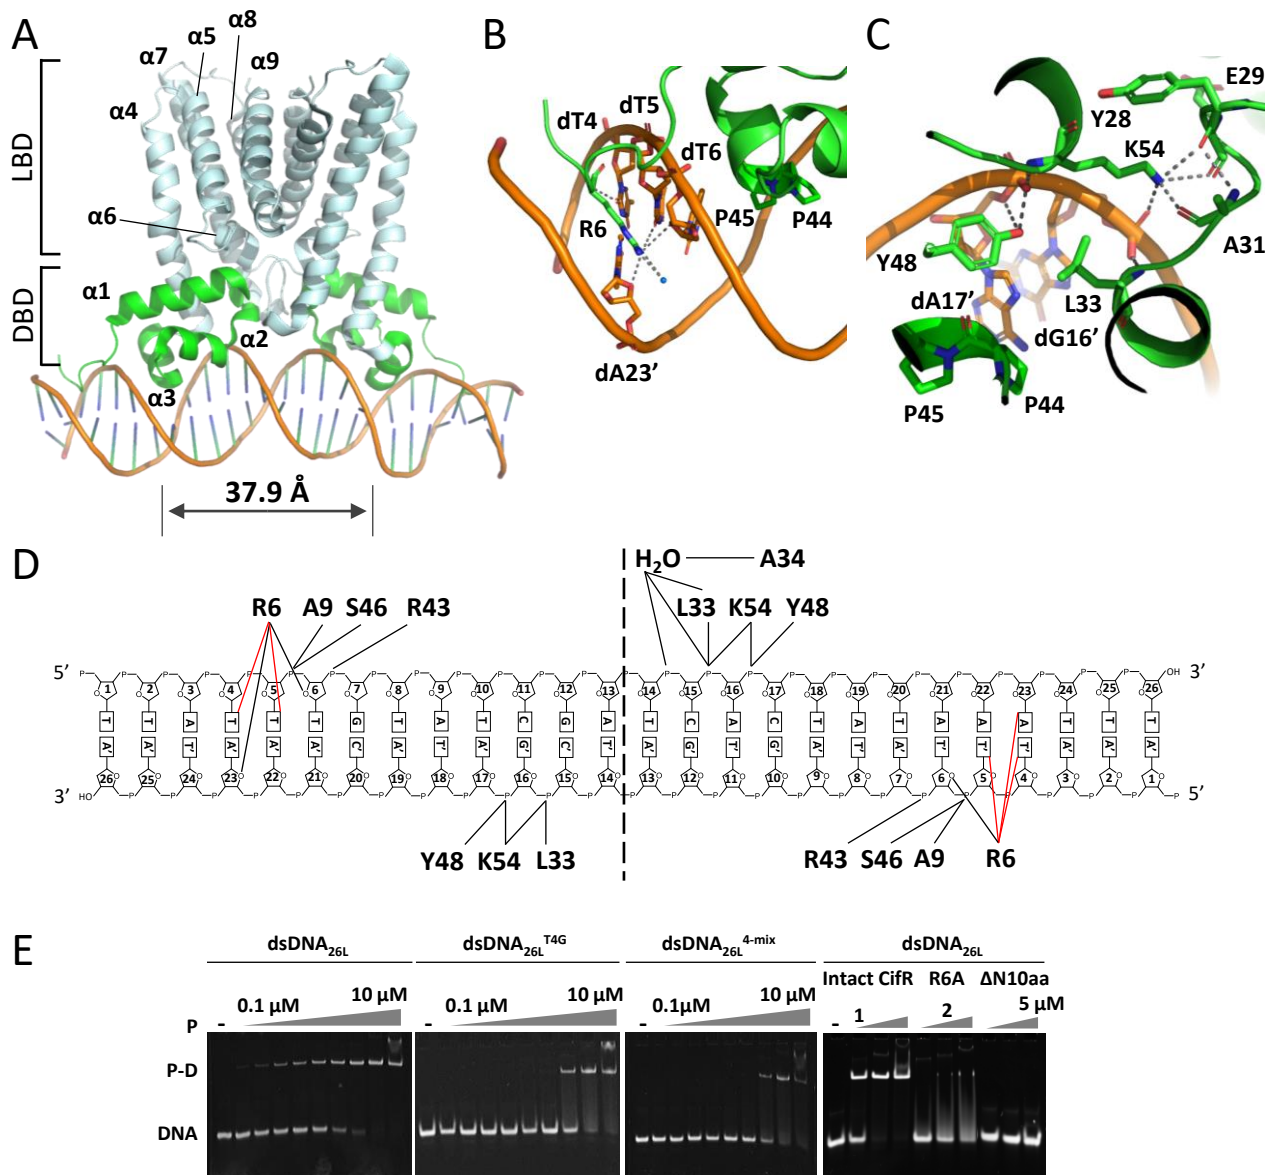 A
α8
α5
α7
α9
α4
LBD
α6
DBD
α1
α2
α3
37.9 Å
B
dT5
dT4
dT6
R6
P45
P44
dA23’
C
E29
Y28
K54
A31
Y48
L33
dA17’
dG16’
P45
P44
D
H2O A34
R6 A9 S46 R43
L33 K54 Y48
5’ P P P P P P P P P P P P P P P P P P P P P P P P P P OH 3’
1 2 3 4 5 6 7 8 9 10 11 12 13 14 15 16 17 18 19 20 21 22 23 24 25 26
T T A T T T G T A T C G A T C A C T A T A A A T A T
A' A' T' A' A' A' C' A' T' A' G' C' T' A' G' T' G' A' T' A' T' T' T' A' T' A'
26 25 24 23 22 21 20 19 18 17 16 15 14 13 12 11 10 9 8 7 6 5 4 3 2 1
3’ HO P P P P P P P P P P P P P P P P P P P P P P P P P P 5’
Y48 K54 L33
R43 S46 A9 R6
E
dsDNA26L dsDNA26L T4G dsDNA26L 4-mix dsDNA26L
Intact CifR R6A ΔN10aa
0.1 μM 10 μM 0.1 μM 10 μM 0.1μM 10 μM 1 2 5 μM
P - - - -
P-D
DNA